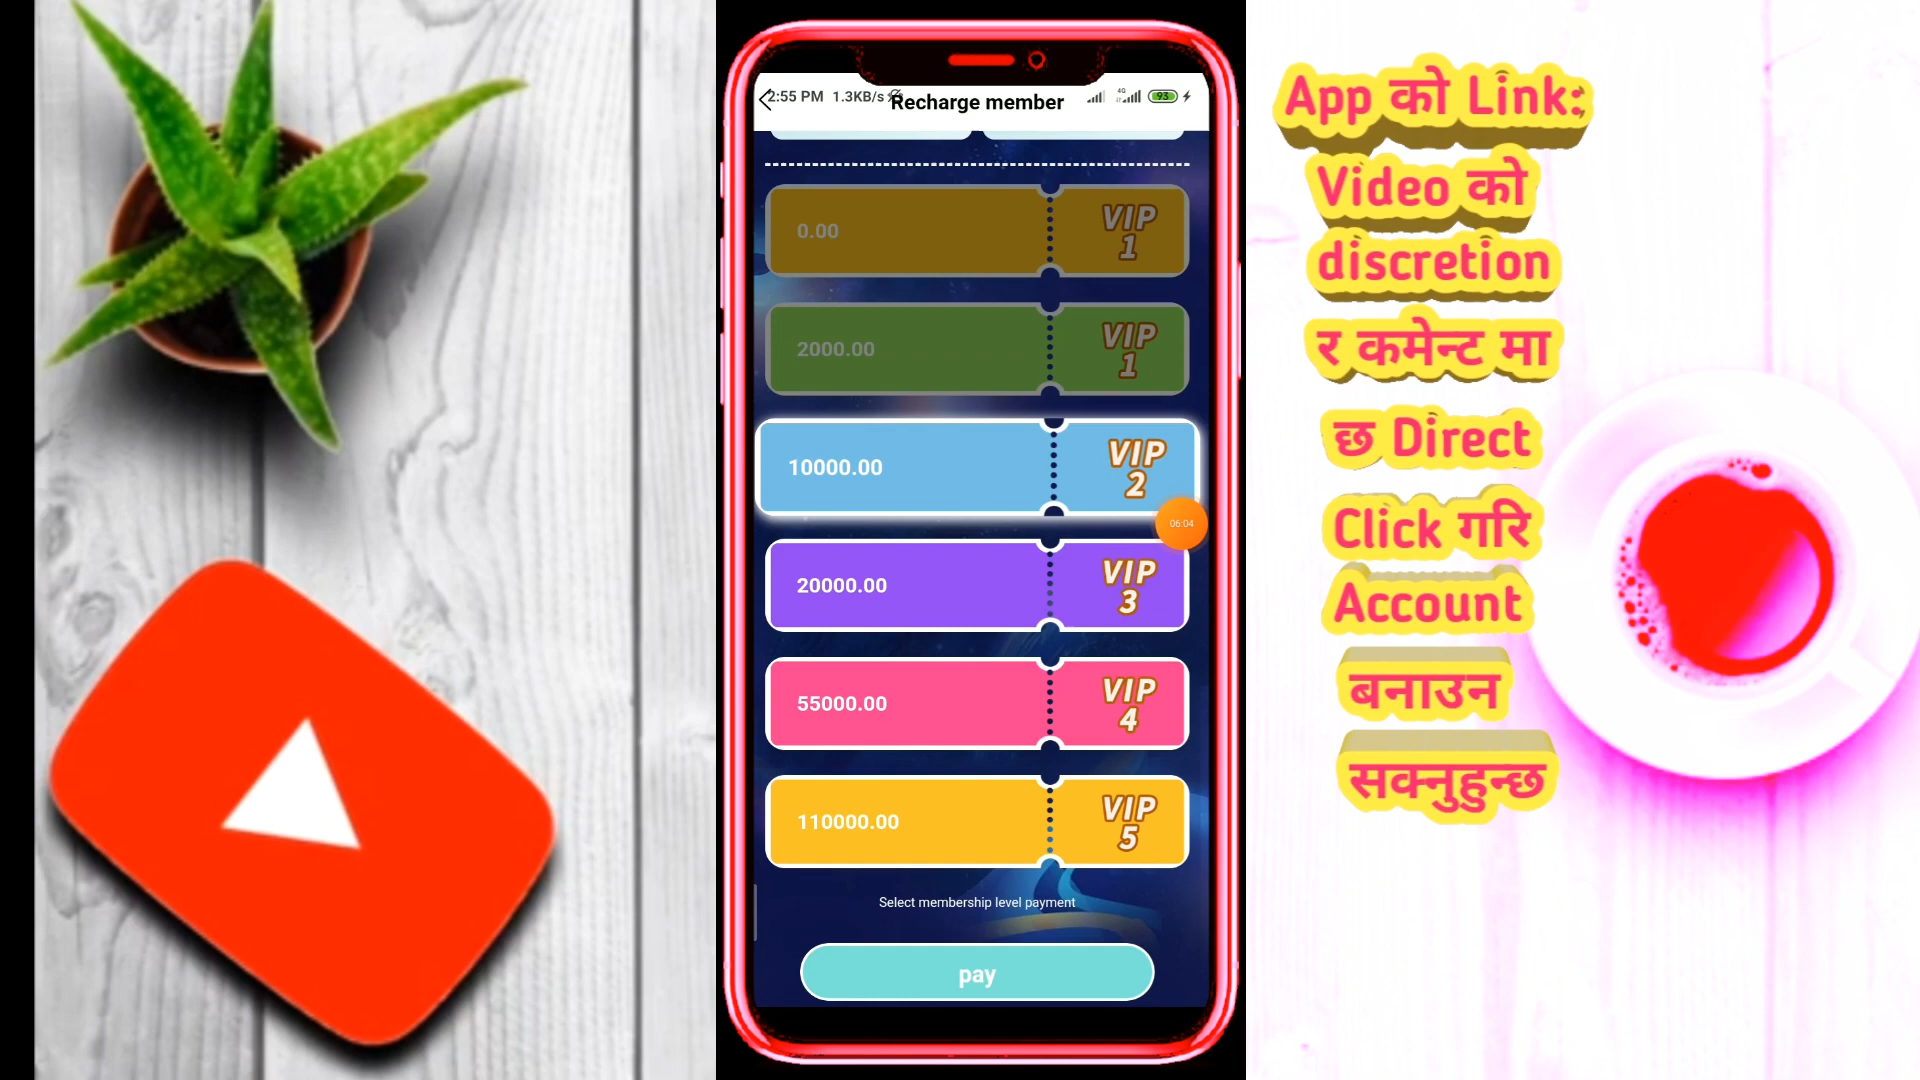 2:55 PM 1.3KB/s
Recharge member
4G
93
0.00
VIP
1
2000.00
VIP
1
10000.00
VIP
2
06:04
20000.00
VIP
3
55000.00
VIP
4
110000.00
VIP
5
Select membership level payment
pay
App को Link:
Video को
discretion
र कमेन्ट मा
छ Direct
Click गरि
Account
बनाउन
सक्नुहुन्छ